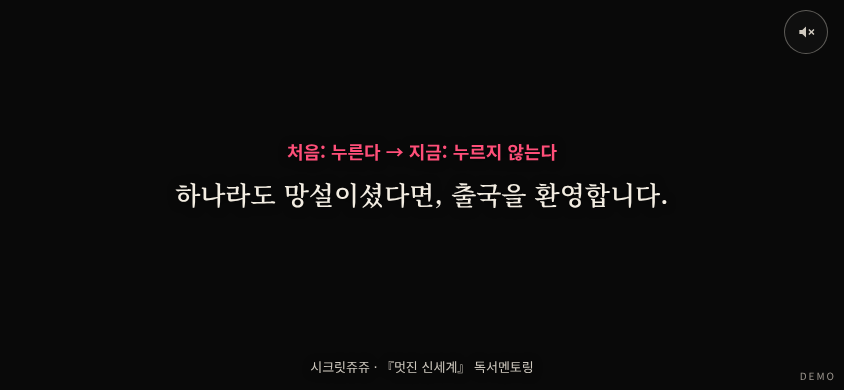 처음: 누른다 → 지금: 누르지 않는다
하나라도 망설이셨다면, 출국을 환영합니다.
시크릿쥬쥬 · 『멋진 신세계』 독서멘토링
DEMO